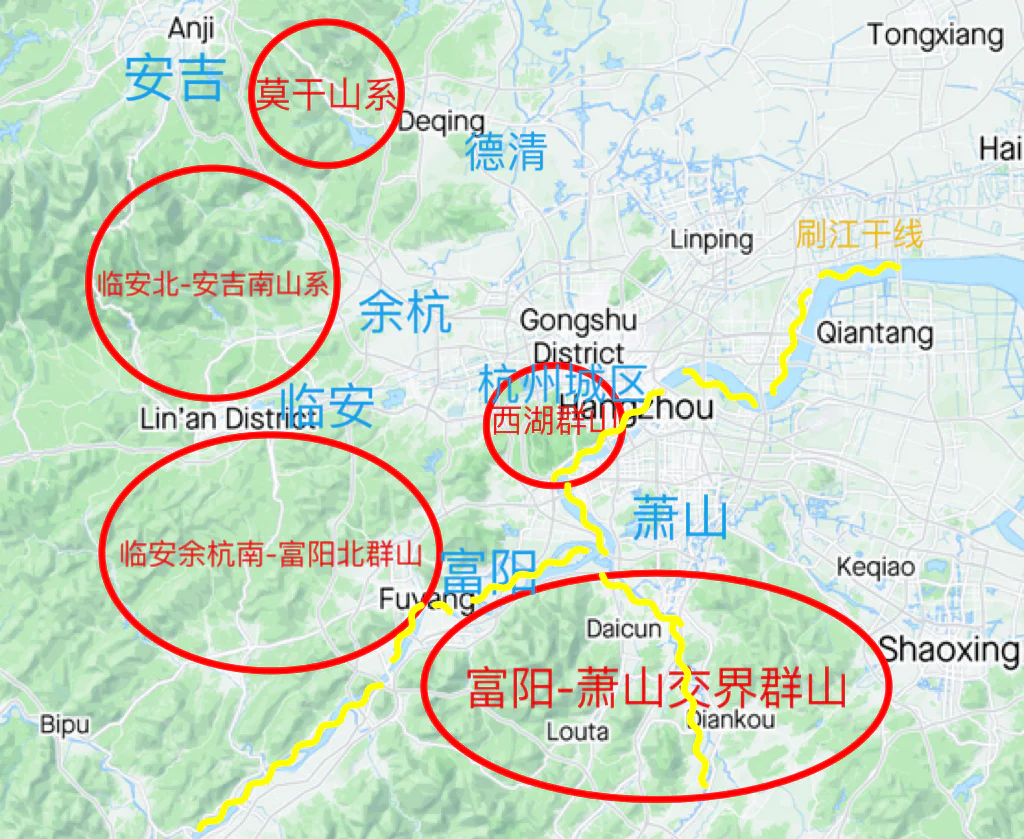 Anji
Tongxiang
安吉
莫干山系
Deqing
德清
Hai
刷江干线
Linping
临安北-安吉南山系
余杭
Gongshu
District
Qiantang
杭州城区
Hangzhou
西湖群山
临安
Lin'an District
萧山
临安余杭南-富阳北群山
富阳
Keqiao
Fuyang
Daicun
Shaoxing
富阳-萧山交界群山
Bipu
Louta
Diankou